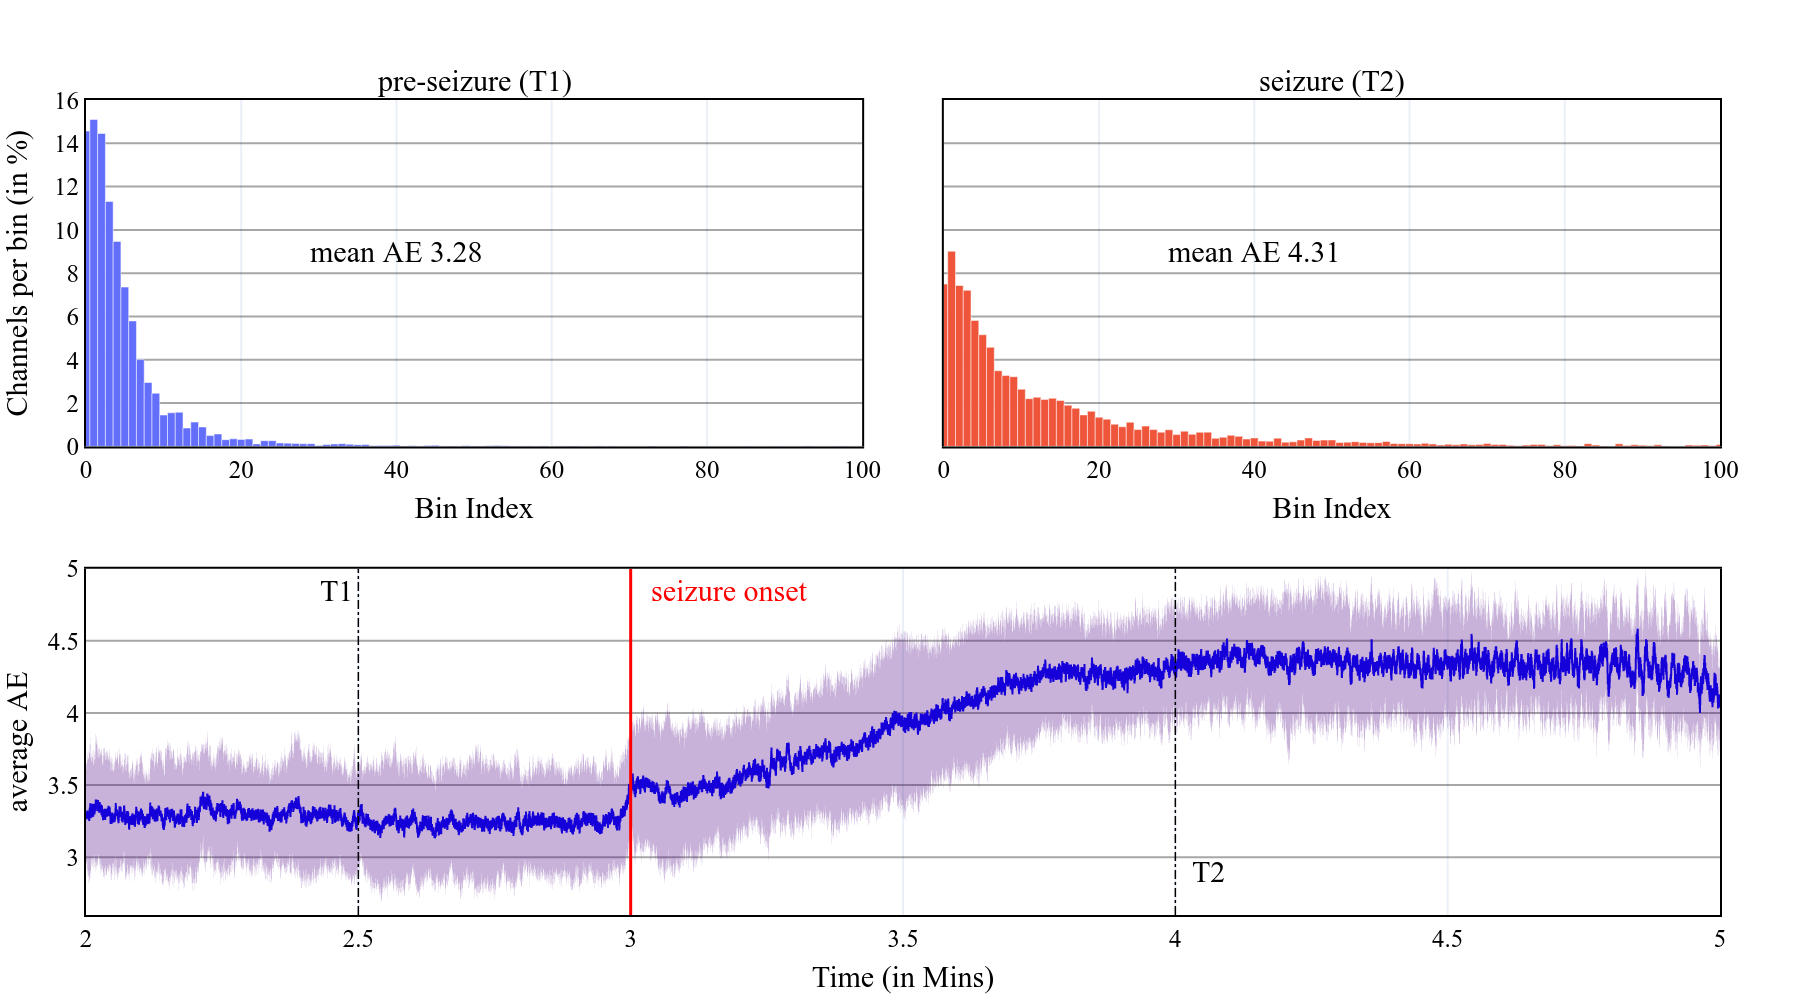 pre-seizure (T1)
seizure (T2)
Channels per bin (in %)
16
14
12
10
8
6
4
2
0
mean AE 3.28
mean AE 4.31
0 20 40 60 80 100
0 20 40 60 80 100
Bin Index
Bin Index
average AE
5
4.5
4
3.5
3
T1
seizure onset
T2
2 2.5 3 3.5 4 4.5 5
Time (in Mins)